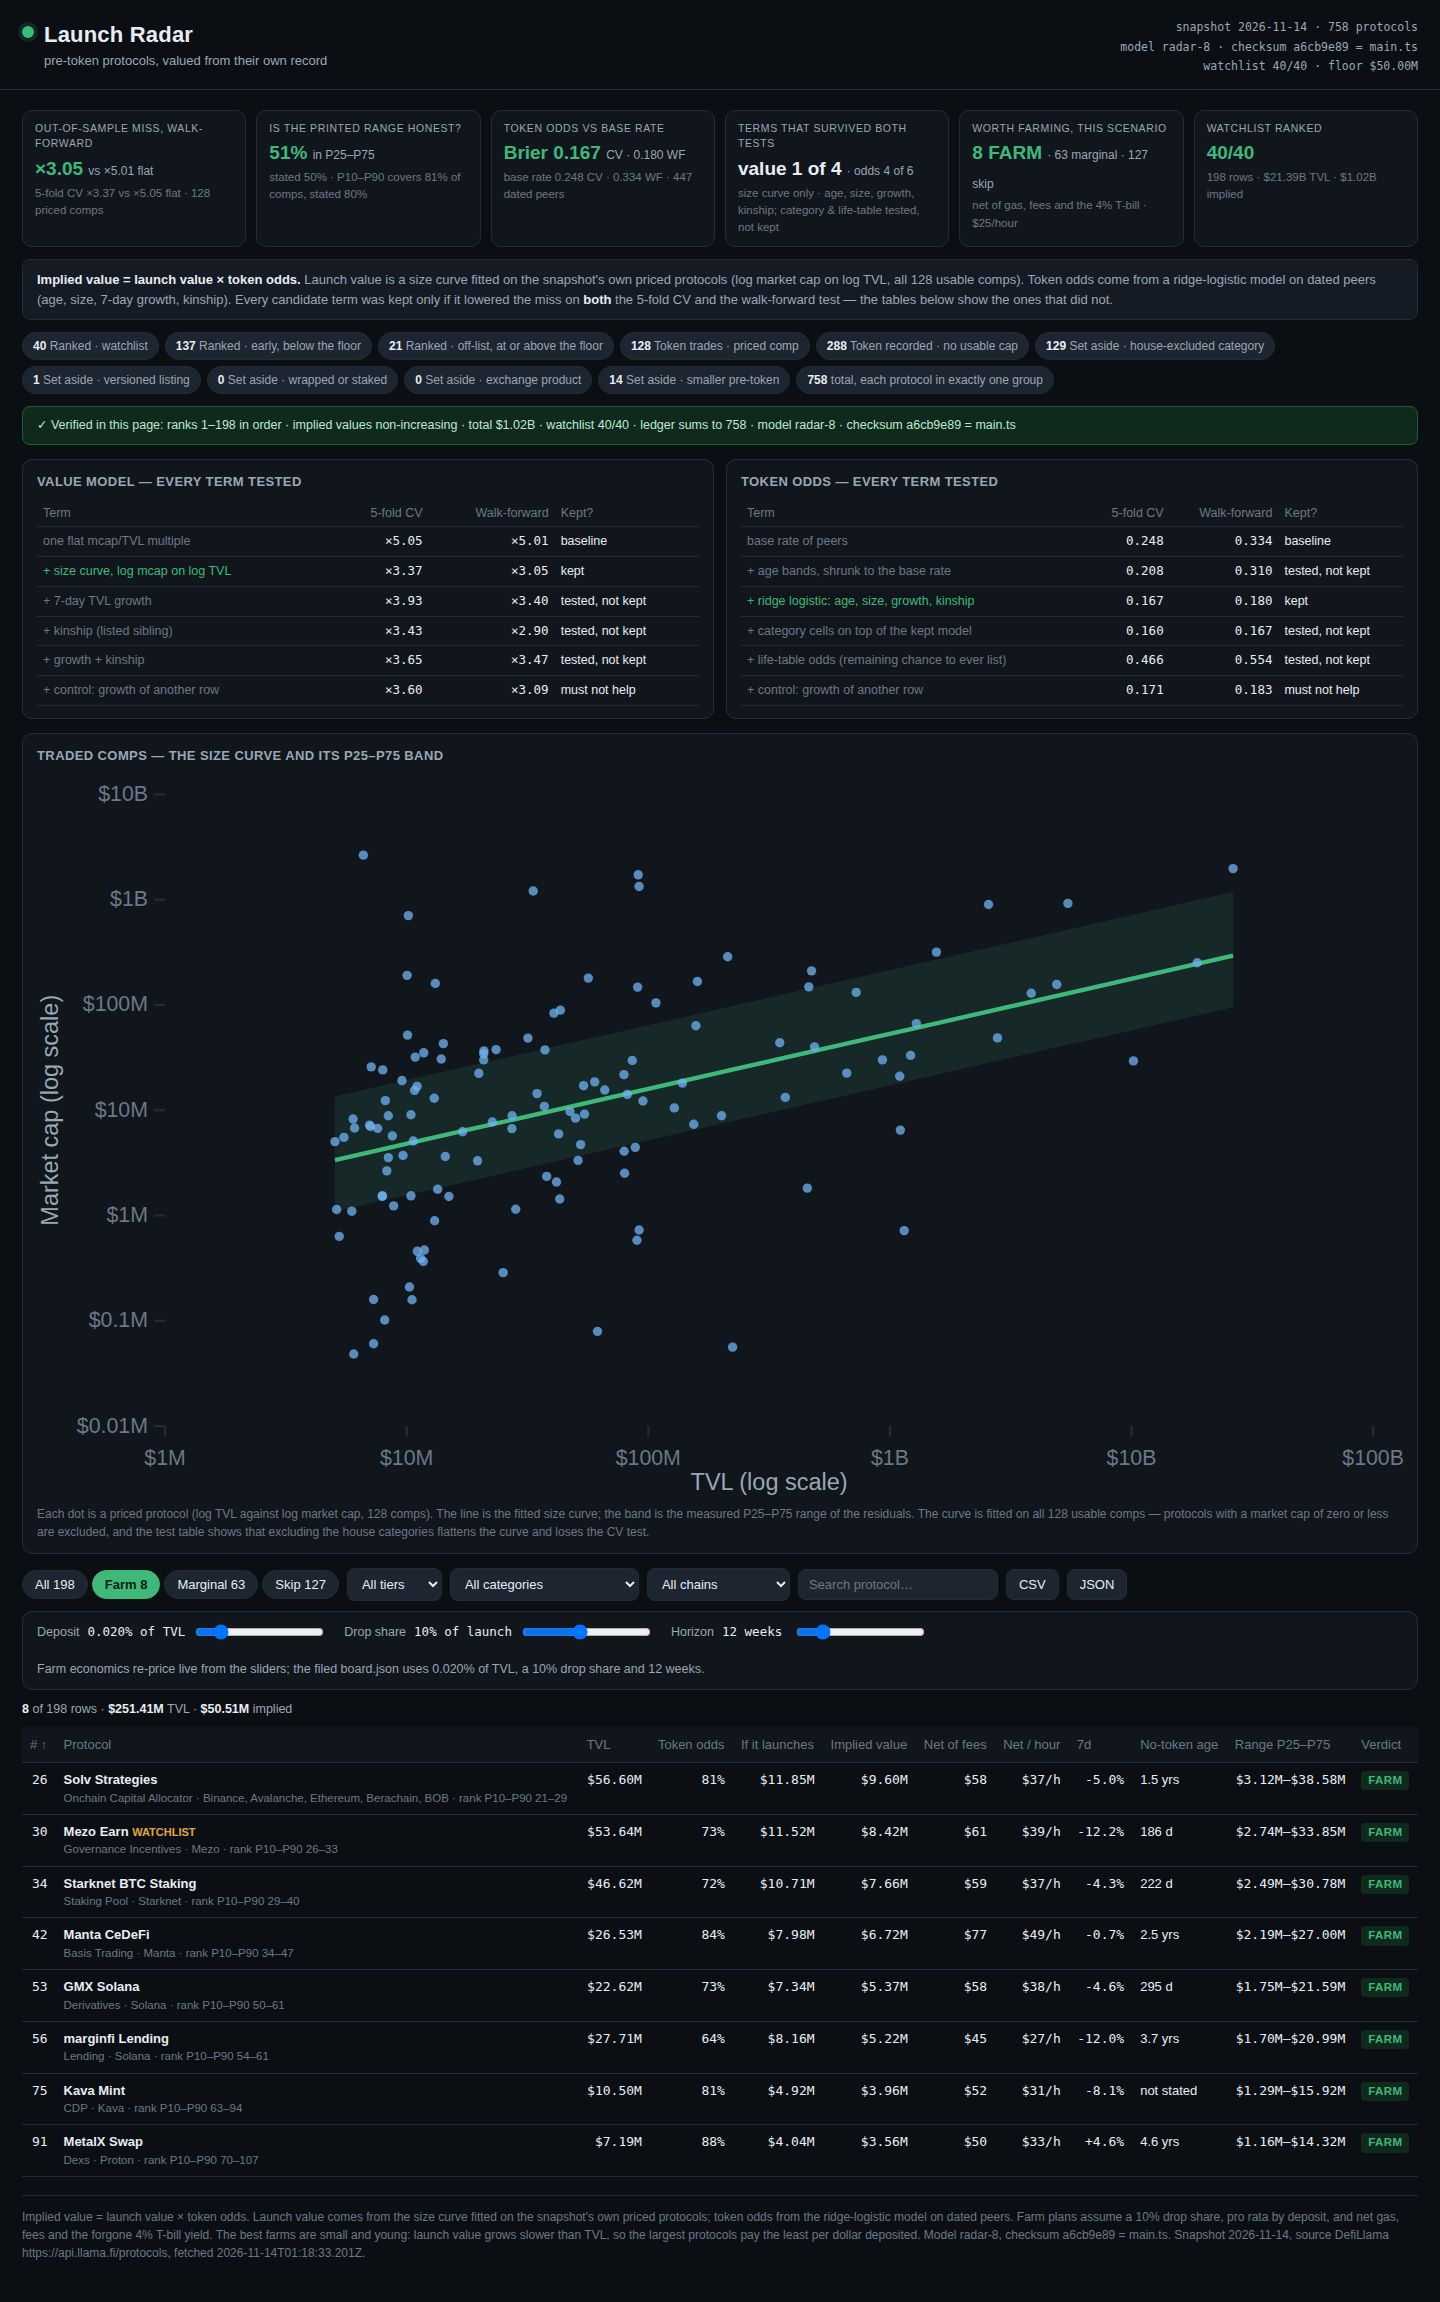 Launch Radar
pre-token protocols, valued from their own record
snapshot 2026-11-14 · 758 protocols
model radar-8 · checksum a6cb9e89 = main.ts
watchlist 40/40 · floor $50.00M
OUT-OF-SAMPLE MISS, WALK-
FORWARD
×3.05 vs ×5.01 flat
5-fold CV ×3.37 vs ×5.05 flat · 128
priced comps
IS THE PRINTED RANGE HONEST?
51% in P25–P75
stated 50% · P10–P90 covers 81% of
comps, stated 80%
TOKEN ODDS VS BASE RATE
Brier 0.167 CV · 0.180 WF
base rate 0.248 CV · 0.334 WF · 447
dated peers
TERMS THAT SURVIVED BOTH
TESTS
value 1 of 4 · odds 4 of 6
size curve only · age, size, growth,
kinship; category & life-table tested,
not kept
WORTH FARMING, THIS SCENARIO
8 FARM · 63 marginal · 127
skip
net of gas, fees and the 4% T-bill ·
$25/hour
WATCHLIST RANKED
40/40
198 rows · $21.39B TVL · $1.02B
implied
Implied value = launch value × token odds. Launch value is a size curve fitted on the snapshot's own priced protocols (log market cap on log TVL, all 128 usable comps). Token odds come from a ridge-logistic model on dated peers
(age, size, 7-day growth, kinship). Every candidate term was kept only if it lowered the miss on both the 5-fold CV and the walk-forward test — the tables below show the ones that did not.
40 Ranked · watchlist
137 Ranked · early, below the floor
21 Ranked · off-list, at or above the floor
128 Token trades · priced comp
288 Token recorded · no usable cap
129 Set aside · house-excluded category
1 Set aside · versioned listing
0 Set aside · wrapped or staked
0 Set aside · exchange product
14 Set aside · smaller pre-token
758 total, each protocol in exactly one group
✓ Verified in this page: ranks 1–198 in order · implied values non-increasing · total $1.02B · watchlist 40/40 · ledger sums to 758 · model radar-8 · checksum a6cb9e89 = main.ts
VALUE MODEL — EVERY TERM TESTED
Term 5-fold CV Walk-forward Kept?
one flat mcap/TVL multiple ×5.05 ×5.01 baseline
+ size curve, log mcap on log TVL ×3.37 ×3.05 kept
+ 7-day TVL growth ×3.93 ×3.40 tested, not kept
+ kinship (listed sibling) ×3.43 ×2.90 tested, not kept
+ growth + kinship ×3.65 ×3.47 tested, not kept
+ control: growth of another row ×3.60 ×3.09 must not help
TOKEN ODDS — EVERY TERM TESTED
Term 5-fold CV Walk-forward Kept?
base rate of peers 0.248 0.334 baseline
+ age bands, shrunk to the base rate 0.208 0.310 tested, not kept
+ ridge logistic: age, size, growth, kinship 0.167 0.180 kept
+ category cells on top of the kept model 0.160 0.167 tested, not kept
+ life-table odds (remaining chance to ever list) 0.466 0.554 tested, not kept
+ control: growth of another row 0.171 0.183 must not help
TRADED COMPS — THE SIZE CURVE AND ITS P25–P75 BAND
$10B
$1B
$100M
$10M
$1M
$0.1M
$0.01M
Market cap (log scale)
$1M $10M $100M $1B $10B $100B
TVL (log scale)
Each dot is a priced protocol (log TVL against log market cap, 128 comps). The line is the fitted size curve; the band is the measured P25–P75 range of the residuals. The curve is fitted on all 128 usable comps — protocols with a market cap of zero or less
are excluded, and the test table shows that excluding the house categories flattens the curve and loses the CV test.
All 198 Farm 8 Marginal 63 Skip 127 All tiers All categories All chains Search protocol… CSV JSON
Deposit 0.020% of TVL Drop share 10% of launch Horizon 12 weeks
Farm economics re-price live from the sliders; the filed board.json uses 0.020% of TVL, a 10% drop share and 12 weeks.
8 of 198 rows · $251.41M TVL · $50.51M implied
# ↑ Protocol TVL Token odds If it launches Implied value Net of fees Net / hour 7d No-token age Range P25–P75 Verdict
26 Solv Strategies $56.60M 81% $11.85M $9.60M $58 $37/h -5.0% 1.5 yrs $3.12M–$38.58M FARM
Onchain Capital Allocator · Binance, Avalanche, Ethereum, Berachain, BOB · rank P10–P90 21–29
30 Mezo Earn WATCHLIST $53.64M 73% $11.52M $8.42M $61 $39/h -12.2% 186 d $2.74M–$33.85M FARM
Governance Incentives · Mezo · rank P10–P90 26–33
34 Starknet BTC Staking $46.62M 72% $10.71M $7.66M $59 $37/h -4.3% 222 d $2.49M–$30.78M FARM
Staking Pool · Starknet · rank P10–P90 29–40
42 Manta CeDeFi $26.53M 84% $7.98M $6.72M $77 $49/h -0.7% 2.5 yrs $2.19M–$27.00M FARM
Basis Trading · Manta · rank P10–P90 34–47
53 GMX Solana $22.62M 73% $7.34M $5.37M $58 $38/h -4.6% 295 d $1.75M–$21.59M FARM
Derivatives · Solana · rank P10–P90 50–61
56 marginfi Lending $27.71M 64% $8.16M $5.22M $45 $27/h -12.0% 3.7 yrs $1.70M–$20.99M FARM
Lending · Solana · rank P10–P90 54–61
75 Kava Mint $10.50M 81% $4.92M $3.96M $52 $31/h -8.1% not stated $1.29M–$15.92M FARM
CDP · Kava · rank P10–P90 63–94
91 MetalX Swap $7.19M 88% $4.04M $3.56M $50 $33/h +4.6% 4.6 yrs $1.16M–$14.32M FARM
Dexs · Proton · rank P10–P90 70–107
Implied value = launch value × token odds. Launch value comes from the size curve fitted on the snapshot's own priced protocols; token odds from the ridge-logistic model on dated peers. Farm plans assume a 10% drop share, pro rata by deposit, and net gas,
fees and the forgone 4% T-bill yield. The best farms are small and young: launch value grows slower than TVL, so the largest protocols pay the least per dollar deposited. Model radar-8, checksum a6cb9e89 = main.ts. Snapshot 2026-11-14, source DefiLlama
https://api.llama.fi/protocols, fetched 2026-11-14T01:18:33.201Z.